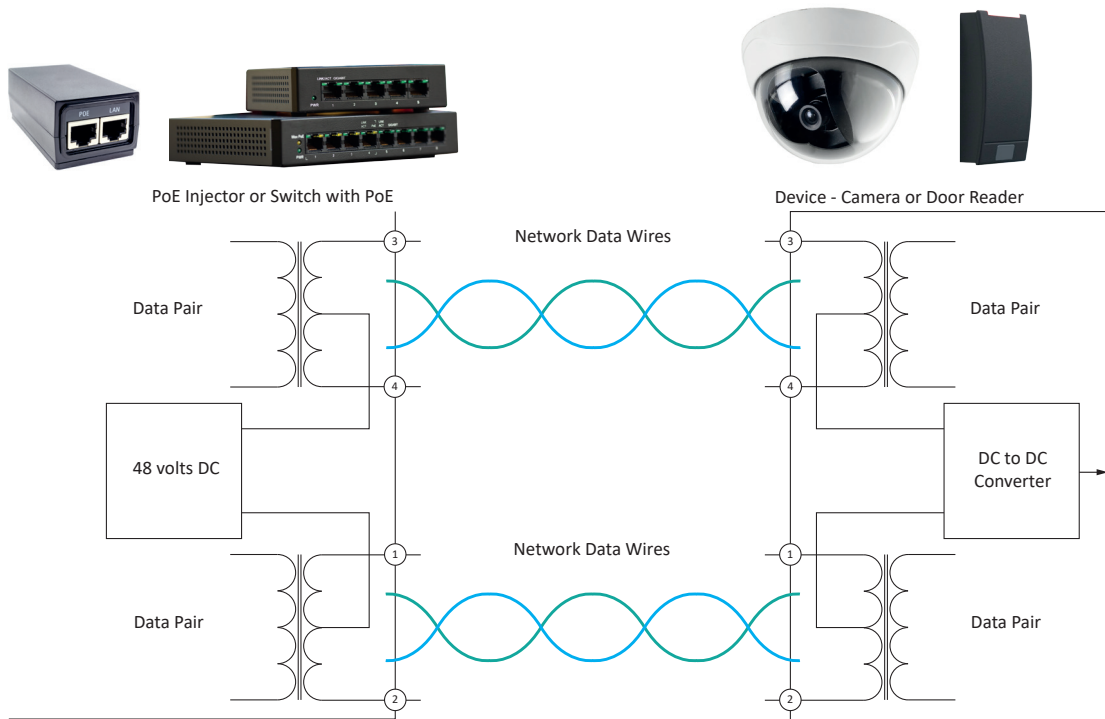 POE LAN
PoE Injector or Switch with PoE
Device - Camera or Door Reader
3
Network Data Wires
3
Data Pair
Data Pair
4
4
48 volts DC
DC to DC
Converter
1
Network Data Wires
1
Data Pair
Data Pair
2
2